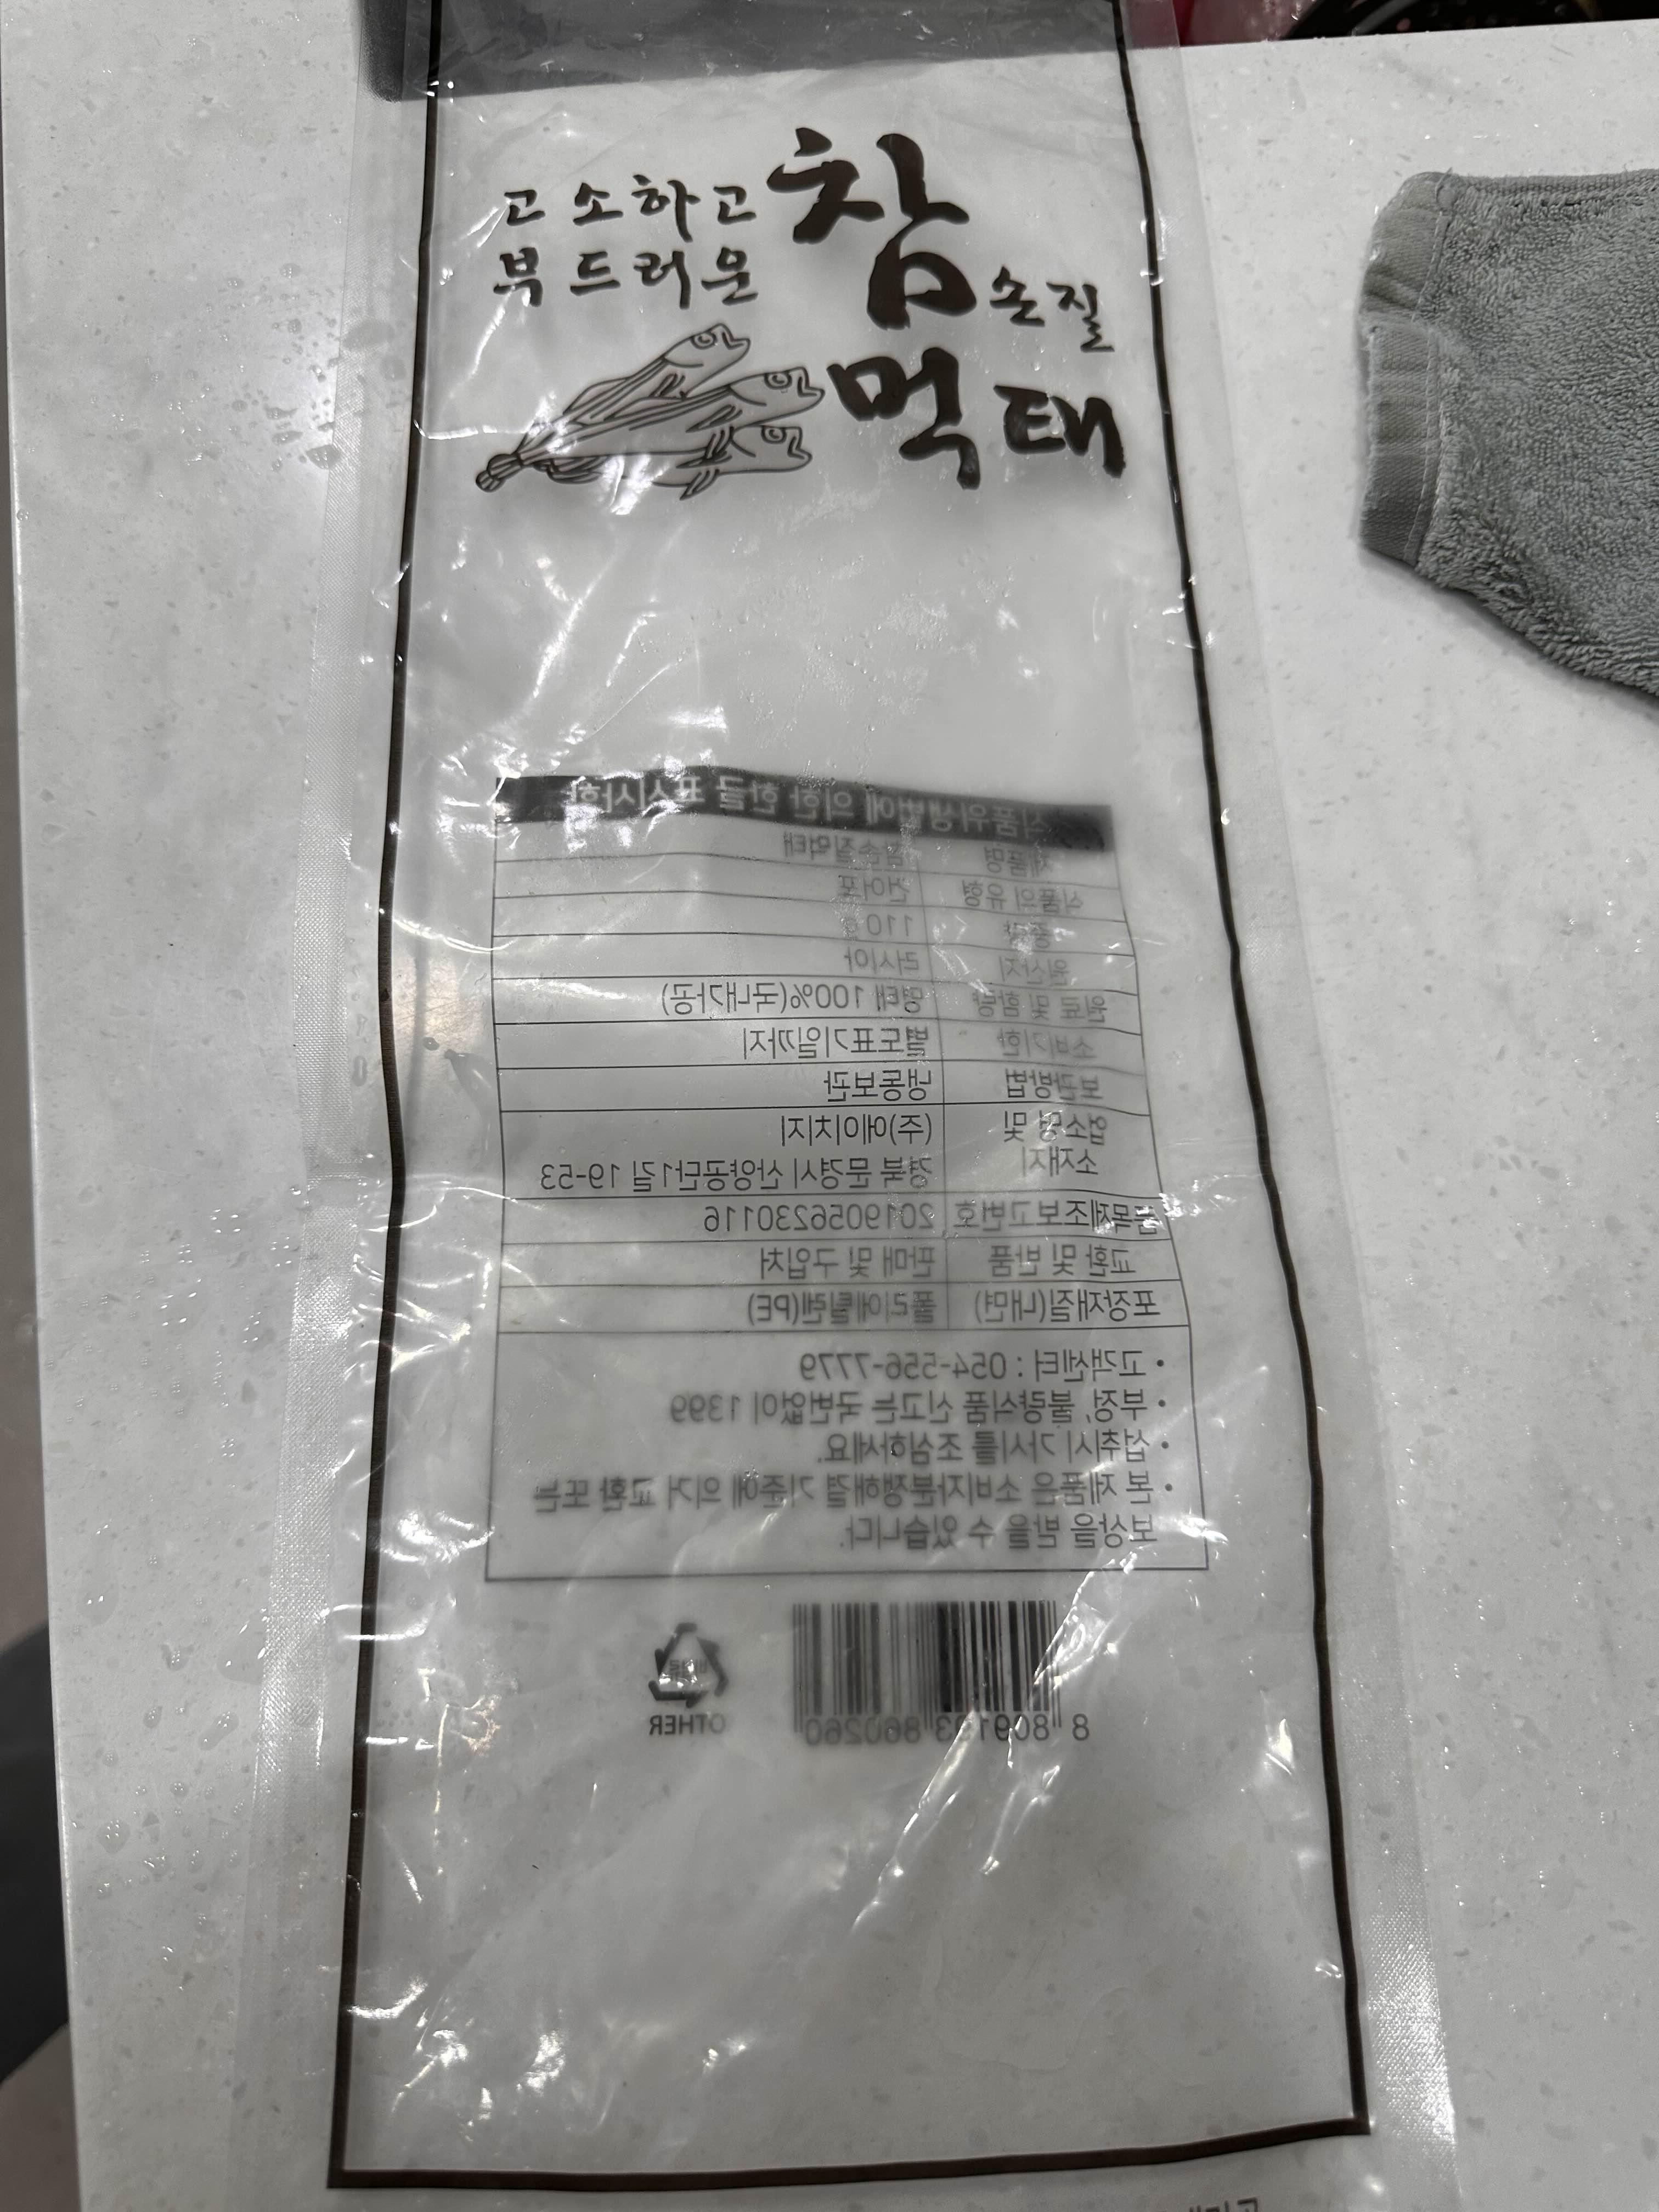 고소하고
부드러운
참손질
먹태
식품위생법에 의한 한글 표시사항
제품명 참손질먹태
식품의 유형 건어포
중량 110 g
원산지 러시아
원료 및 함량 명태 100%(국내가공)
소비기한 별도표기일까지
보관방법 냉동보관
업소명 및 (주)에이치지
소재지 경북 문경시 산양공단1길 19-53
품목제조보고번호 2019056230116
교환 및 반품 판매 및 구입처
포장재질(내면) 폴리에틸렌(PE)
• 고객센터 : 054-556-7779
• 부정, 불량식품 신고는 국번없이 1399
• 섭취시 가시를 조심하세요.
• 본 제품은 소비자분쟁해결 기준에 의거 교환 또는
보상을 받을 수 있습니다.
비닐류
OTHER
8 809193 860260